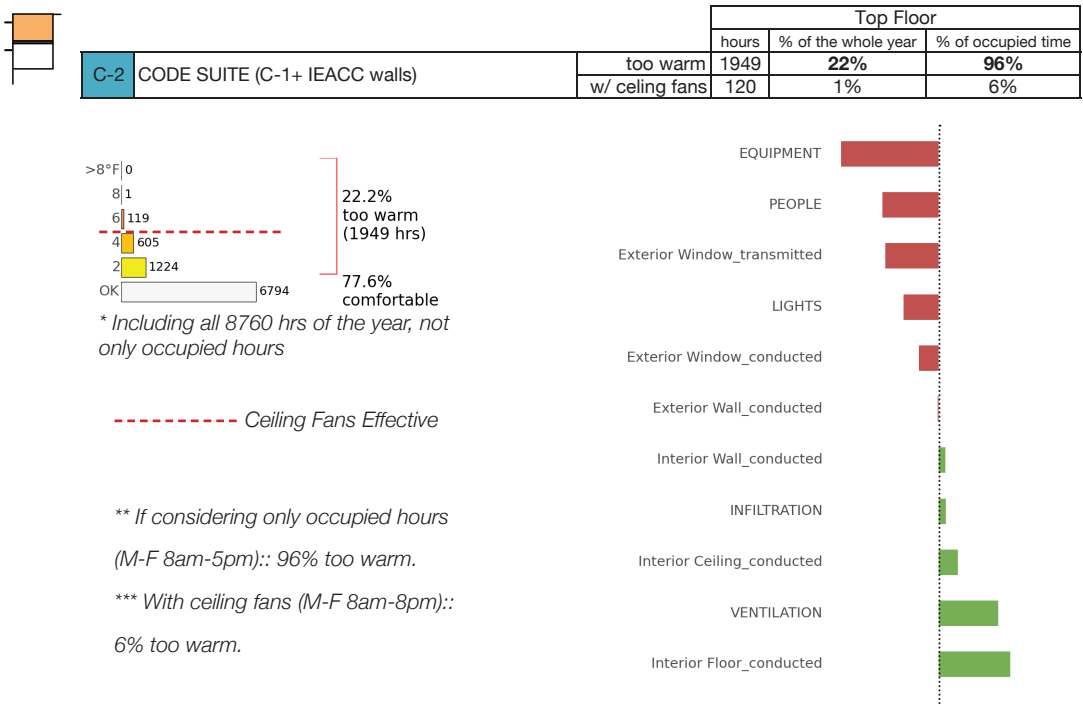 Top Floor
hours % of the whole year % of occupied time
C-2 CODE SUITE (C-1+ IEACC walls) too warm 1949 22% 96%
w/ celing fans 120 1% 6%
>8°F 0
8 1
6 119
4 605
2 1224
OK 6794
22.2%
too warm
(1949 hrs)
77.6%
comfortable
* Including all 8760 hrs of the year, not
only occupied hours
Ceiling Fans Effective
** If considering only occupied hours
(M-F 8am-5pm):: 96% too warm.
*** With ceiling fans (M-F 8am-8pm)::
6% too warm.
EQUIPMENT
PEOPLE
Exterior Window_transmitted
LIGHTS
Exterior Window_conducted
Exterior Wall_conducted
Interior Wall_conducted
INFILTRATION
Interior Ceiling_conducted
VENTILATION
Interior Floor_conducted